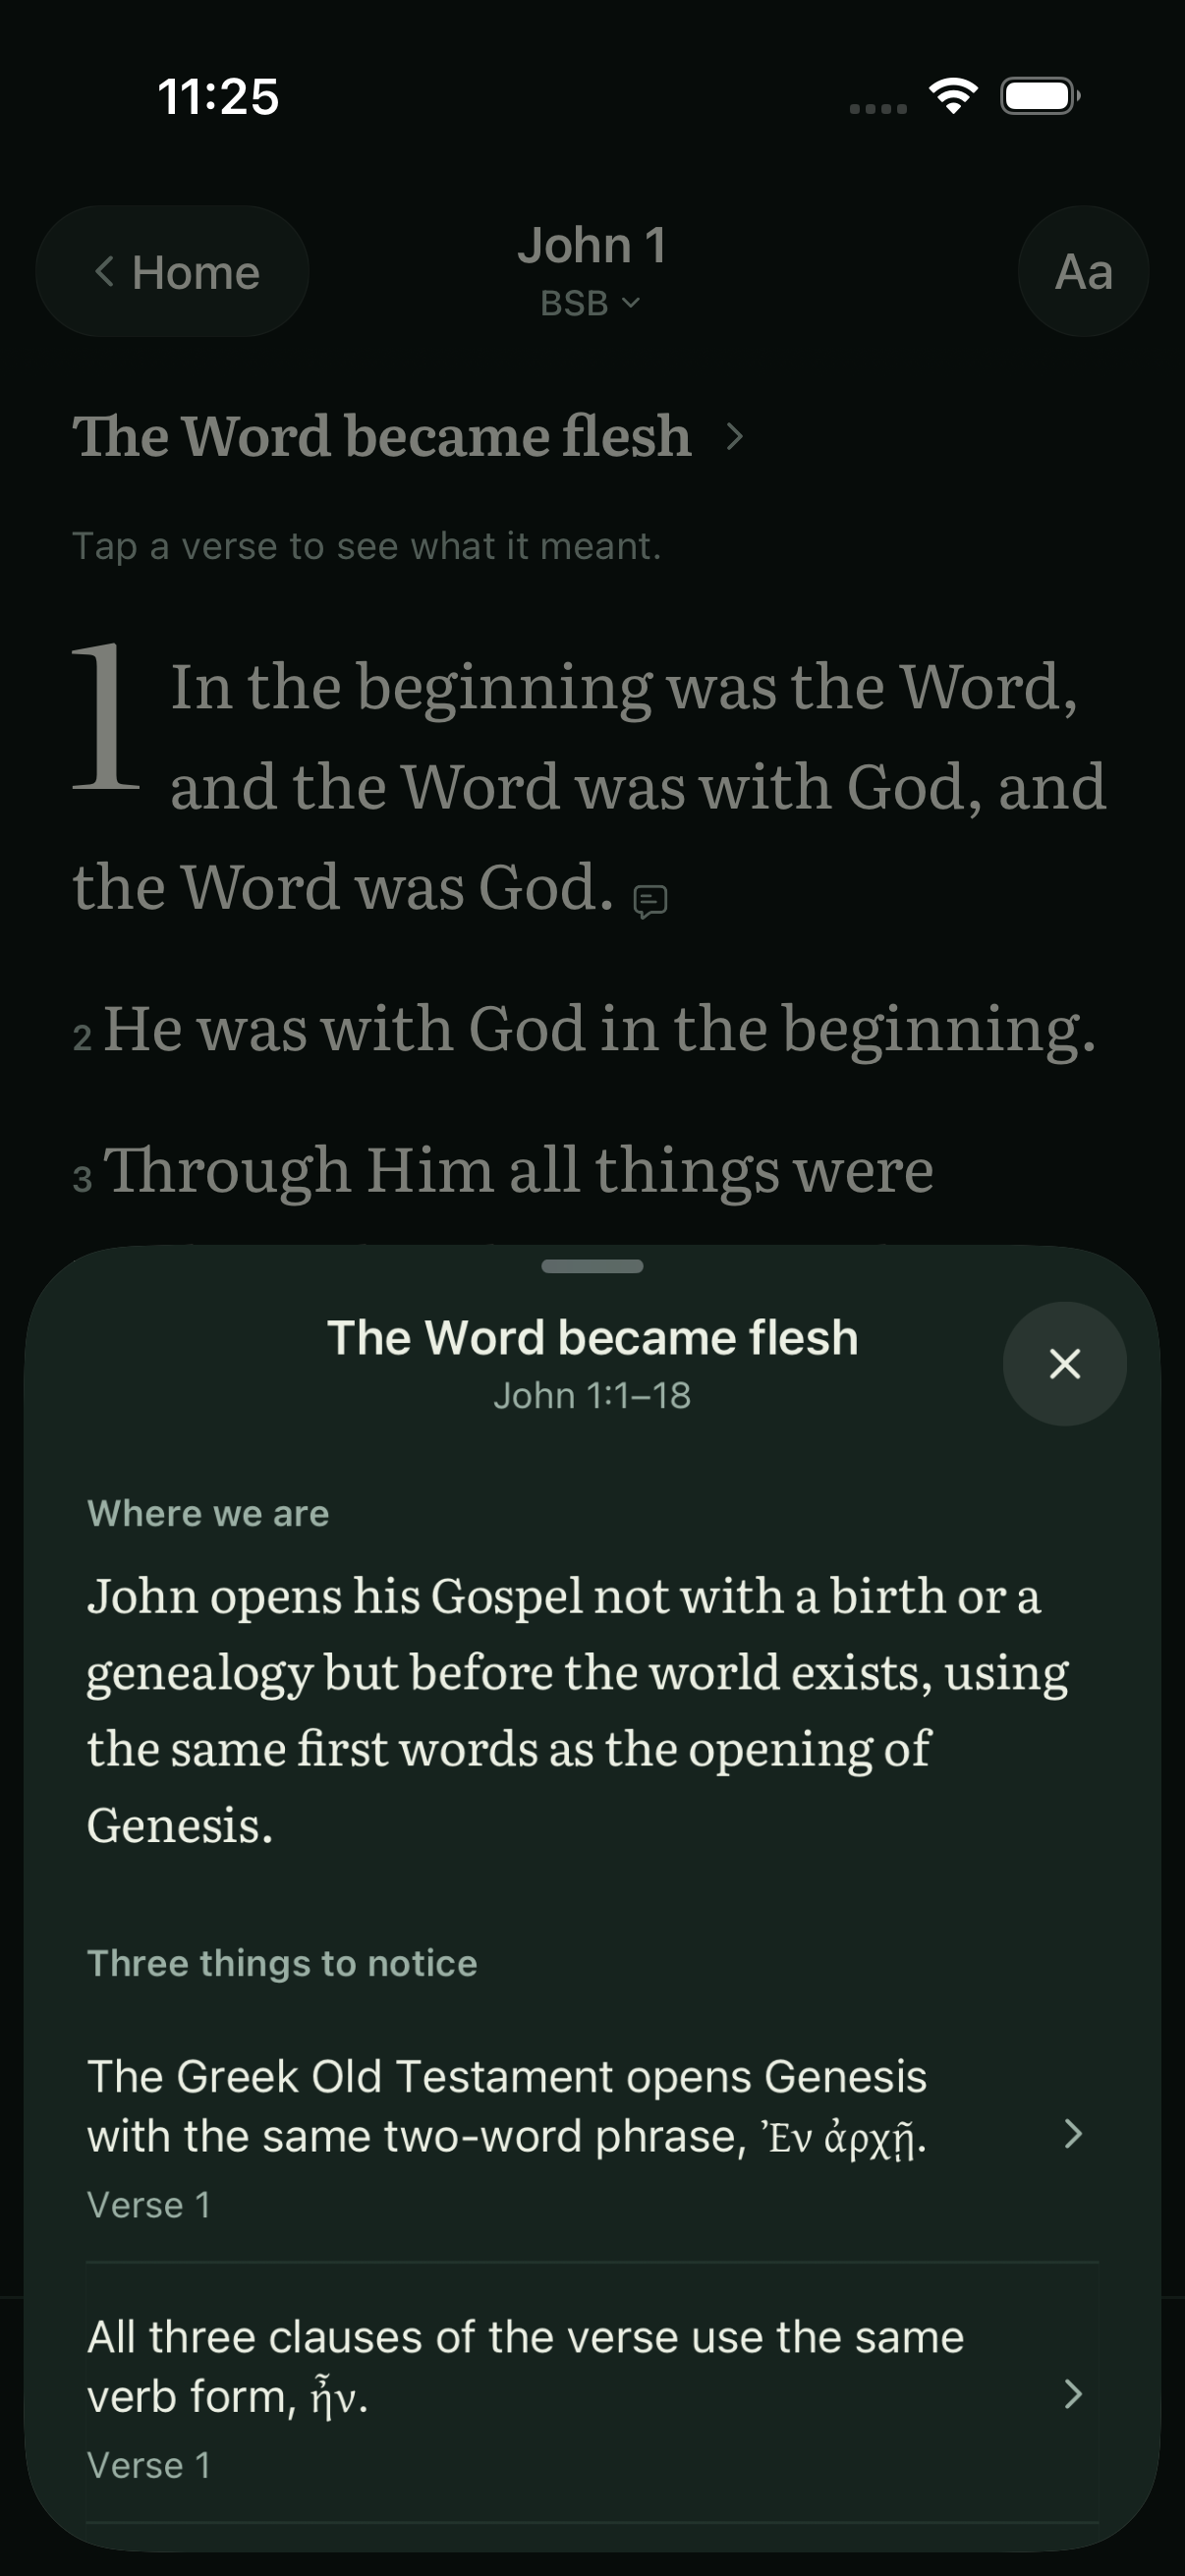 11:25
Home
John 1
BSB
Aa
The Word became flesh
Tap a verse to see what it meant.
1 In the beginning was the Word,
and the Word was with God, and
the Word was God.
2 He was with God in the beginning.
3 Through Him all things were
The Word became flesh
John 1:1–18
Where we are
John opens his Gospel not with a birth or a
genealogy but before the world exists, using
the same first words as the opening of
Genesis.
Three things to notice
The Greek Old Testament opens Genesis
with the same two-word phrase, Ἐν ἀρχῇ.
Verse 1
All three clauses of the verse use the same
verb form, ἦν.
Verse 1